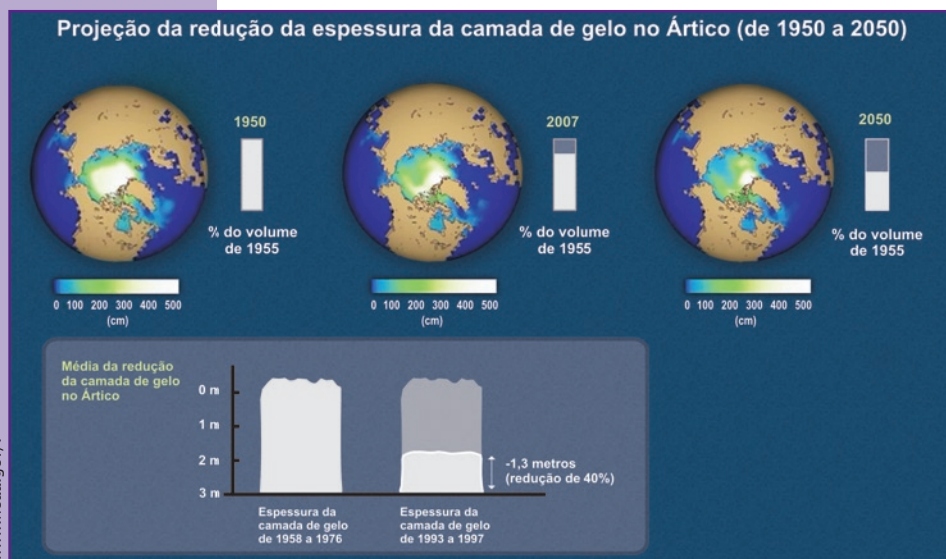 Projeção da redução da espessura da camada de gelo no Ártico (de 1950 a 2050)
1950
% do volume
de 1955
0 100 200 300 400 500
(cm)
2007
% do volume
de 1955
0 100 200 300 400 500
(cm)
2050
% do volume
de 1955
0 100 200 300 400 500
(cm)
Média da redução
da camada de gelo
no Ártico
0 m
1 m
2 m
3 m
-1,3 metros
(redução de 40%)
Espessura da
camada de gelo
de 1958 a 1976
Espessura da
camada de gelo
de 1993 a 1997